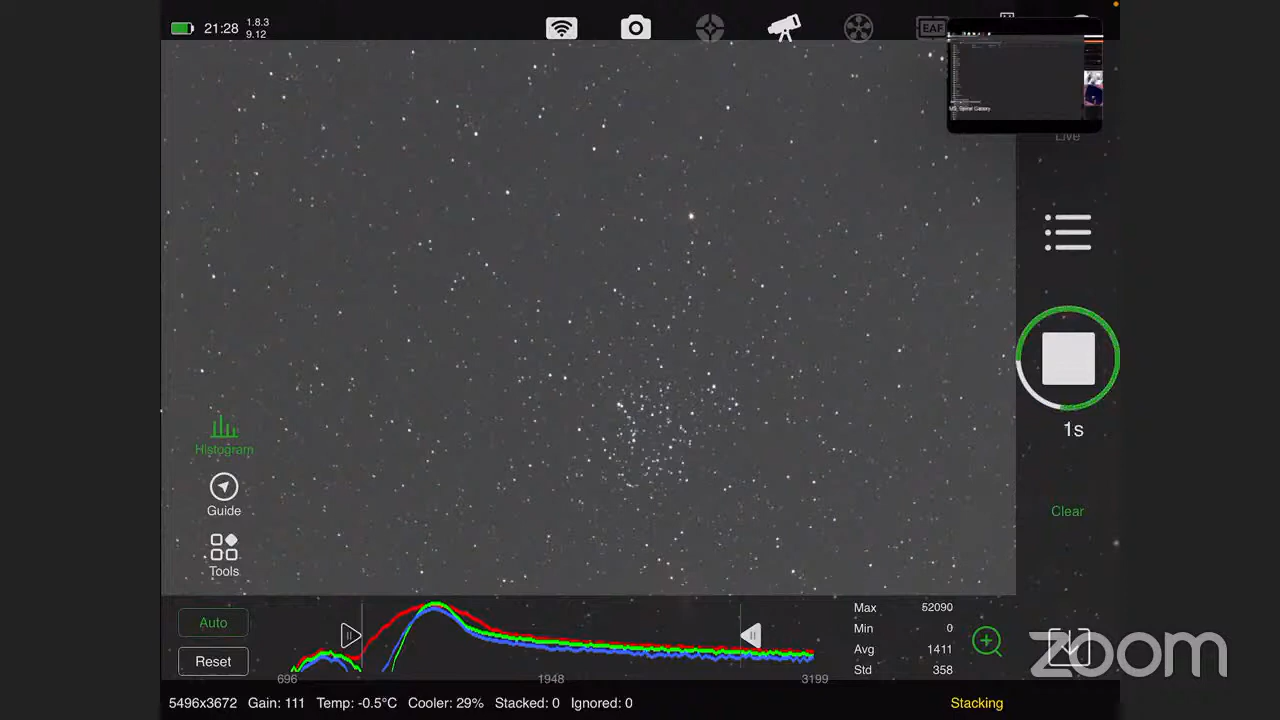 21:28
1.8.3
9.12
EAF
Spiral Galaxy
Live
1s
Clear
Histogram
Guide
Tools
Auto
Reset
696
1948
3199
Max 52090
Min 0
Avg 1411
Std 358
zoom
5496x3672 Gain: 111 Temp: -0.5°C Cooler: 29% Stacked: 0 Ignored: 0 Stacking